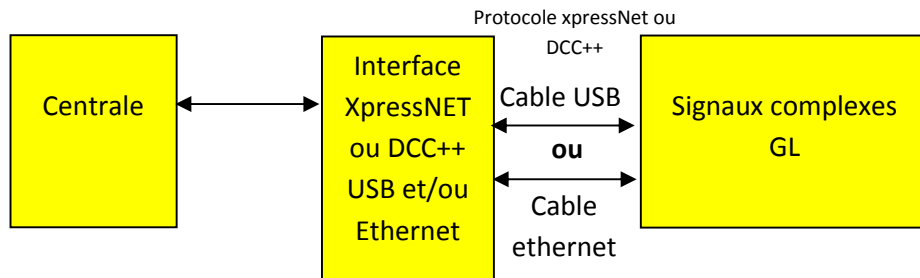 Protocole xpressNet ou
DCC++
Centrale
Interface
XpressNET
ou DCC++
USB et/ou
Ethernet
Cable USB
ou
Cable
ethernet
Signaux complexes
GL